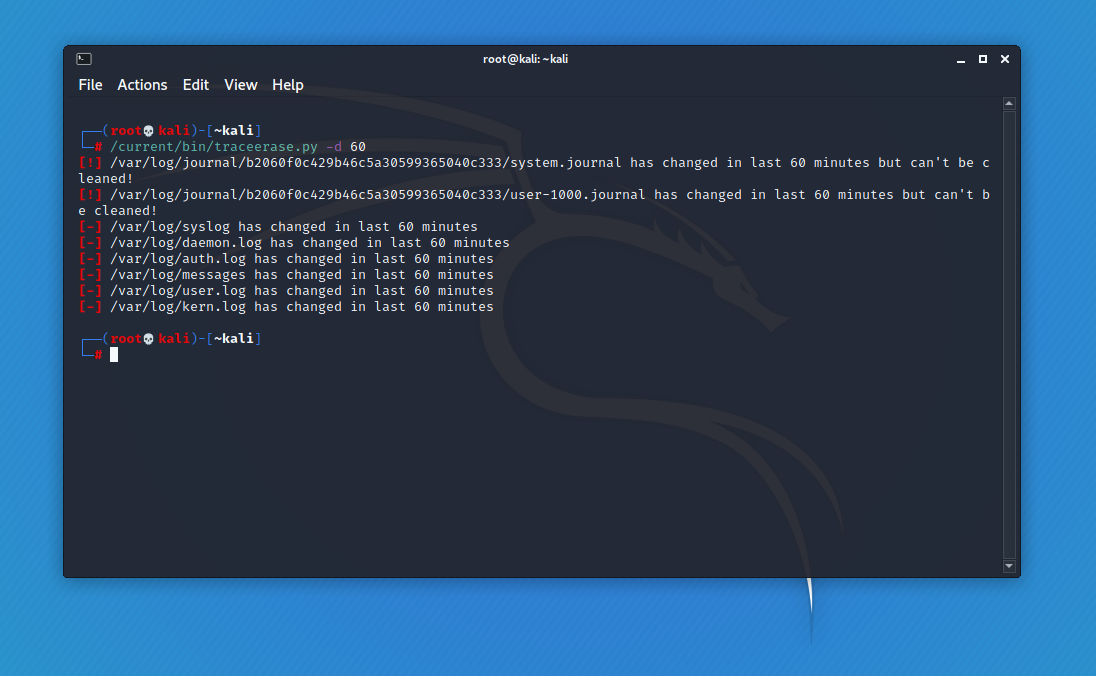 root@kali: ~kali
File Actions Edit View Help
┌──(root💀kali)-[~kali]
└─# /current/bin/traceerase.py -d 60
[!] /var/log/journal/b2060f0c429b46c5a30599365040c333/system.journal has changed in last 60 minutes but can't be c
leaned!
[!] /var/log/journal/b2060f0c429b46c5a30599365040c333/user-1000.journal has changed in last 60 minutes but can't b
e cleaned!
[-] /var/log/syslog has changed in last 60 minutes
[-] /var/log/daemon.log has changed in last 60 minutes
[-] /var/log/auth.log has changed in last 60 minutes
[-] /var/log/messages has changed in last 60 minutes
[-] /var/log/user.log has changed in last 60 minutes
[-] /var/log/kern.log has changed in last 60 minutes
┌──(root💀kali)-[~kali]
└─#